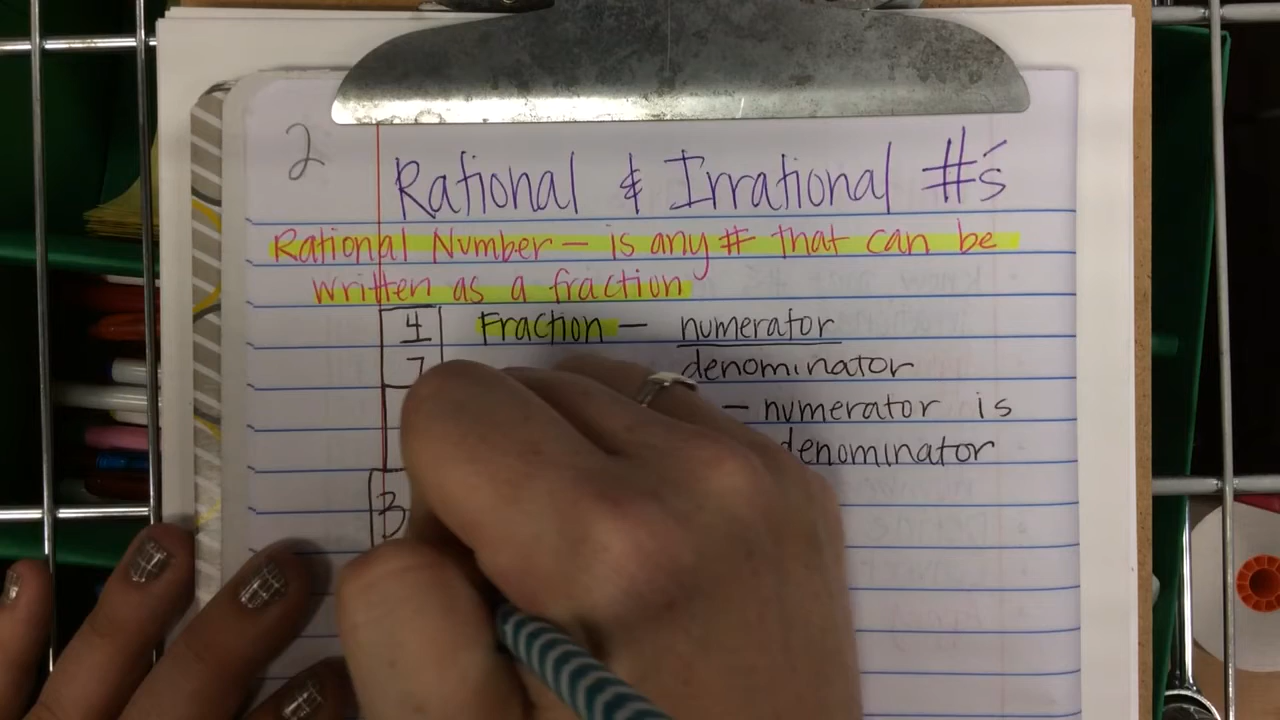 2
Rational & Irrational #'s
Rational Number — is any # that can be
written as a fraction
4 Fraction — numerator
7 denominator
— numerator is
denominator
3